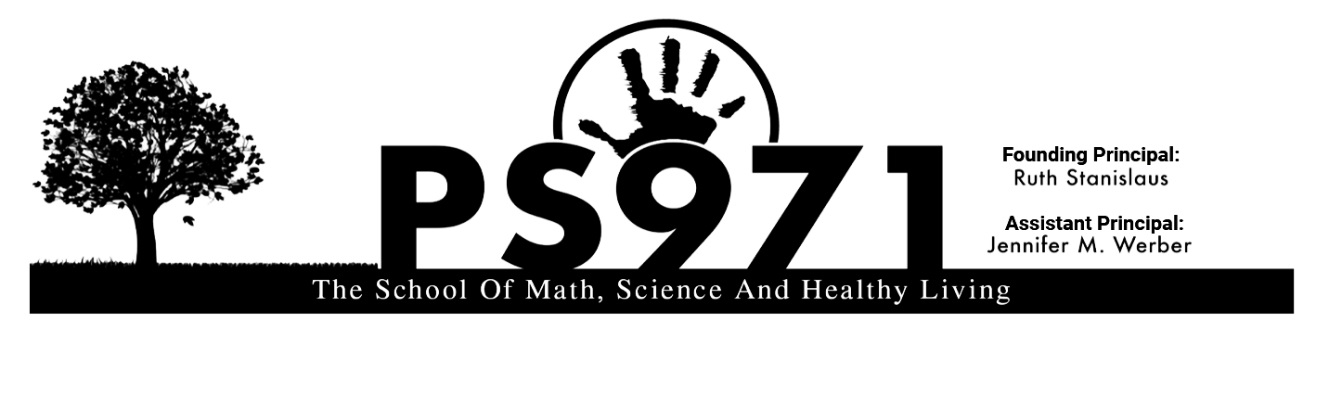 PS971
Founding Principal:
Ruth Stanislaus
Assistant Principal:
Jennifer M. Werber
The School Of Math, Science And Healthy Living